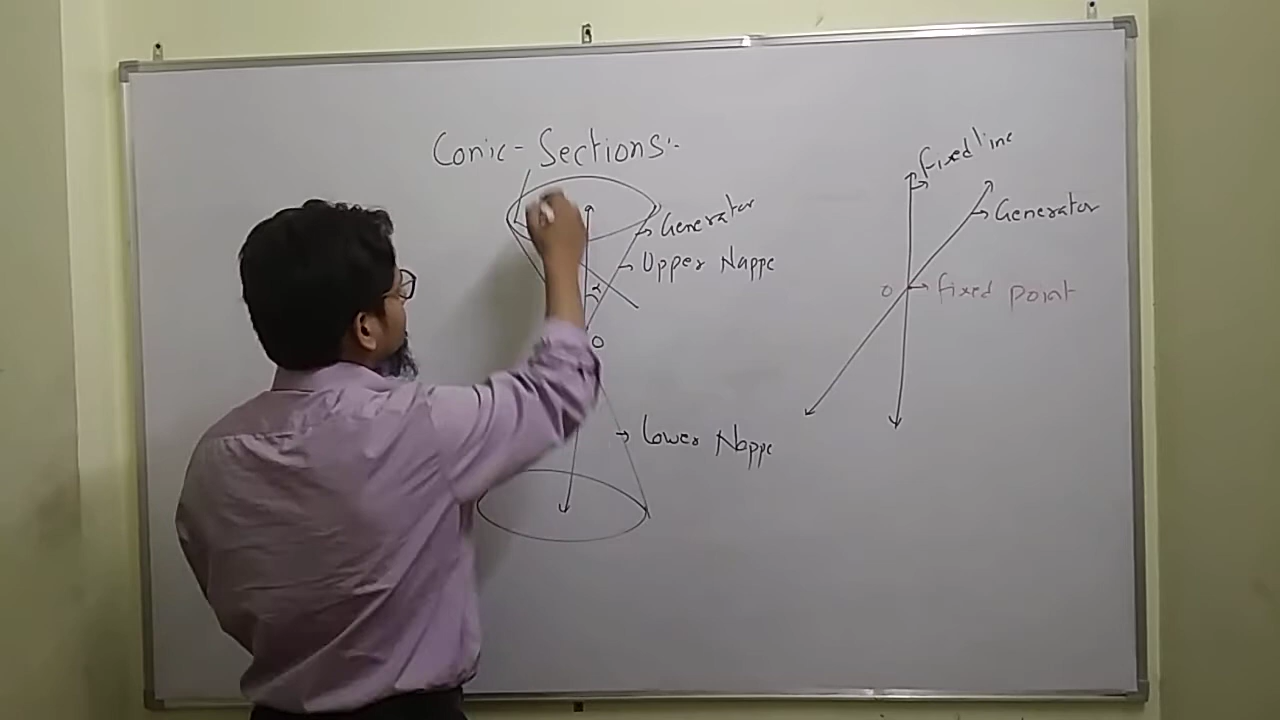 Conic-Sections:-
Generator
Upper Nappe
α
O
Lower Nappe
fixed line
Generator
O
fixed point